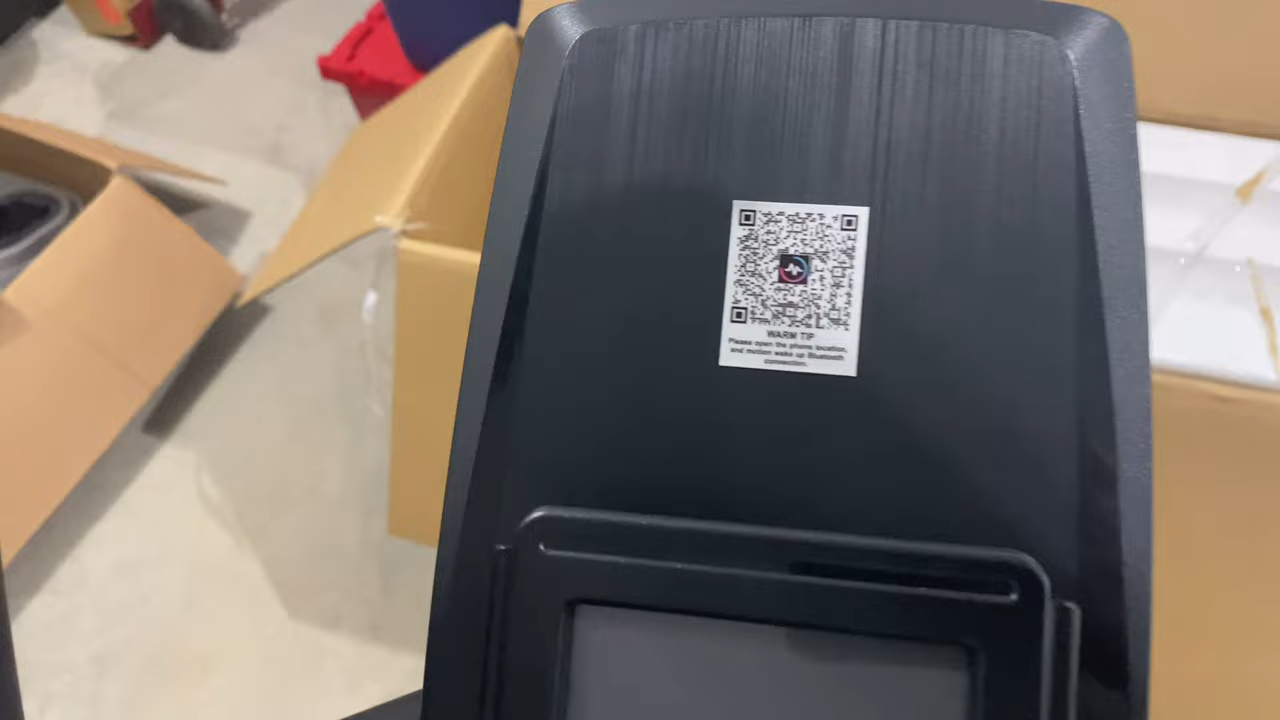 WARM TIP
Please open the phone location,
and motion wake up Bluetooth
connection.